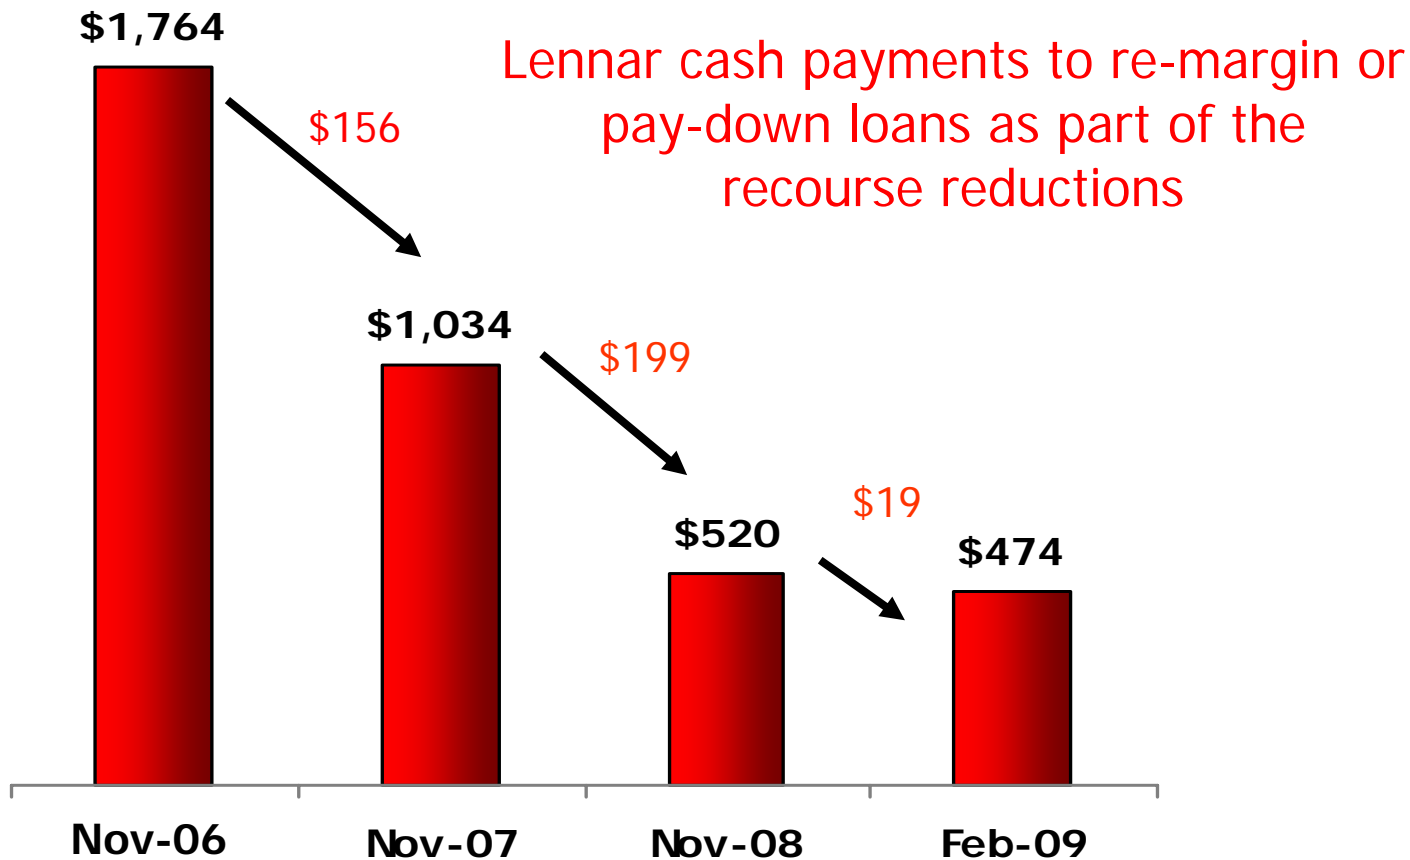 $1,764
Lennar cash payments to re-margin or
pay-down loans as part of the
recourse reductions
$156
$1,034
$199
$520
$19
$474
Nov-06
Nov-07
Nov-08
Feb-09